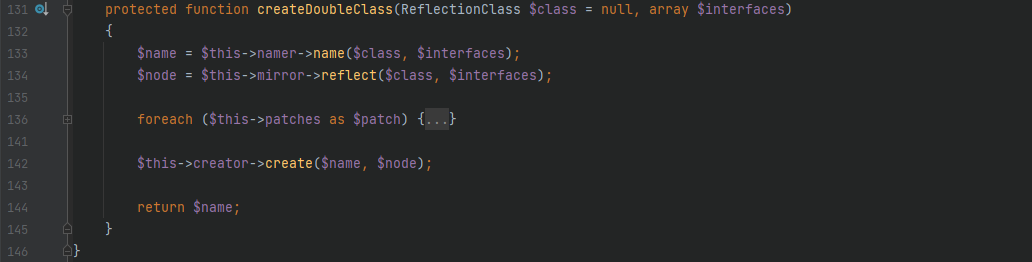 131 protected function createDoubleClass(ReflectionClass $class = null, array $interfaces)
132 {
133 $name = $this->namer->name($class, $interfaces);
134 $node = $this->mirror->reflect($class, $interfaces);
135
136 foreach ($this->patches as $patch) {...}
141
142 $this->creator->create($name, $node);
143
144 return $name;
145 }
146 }